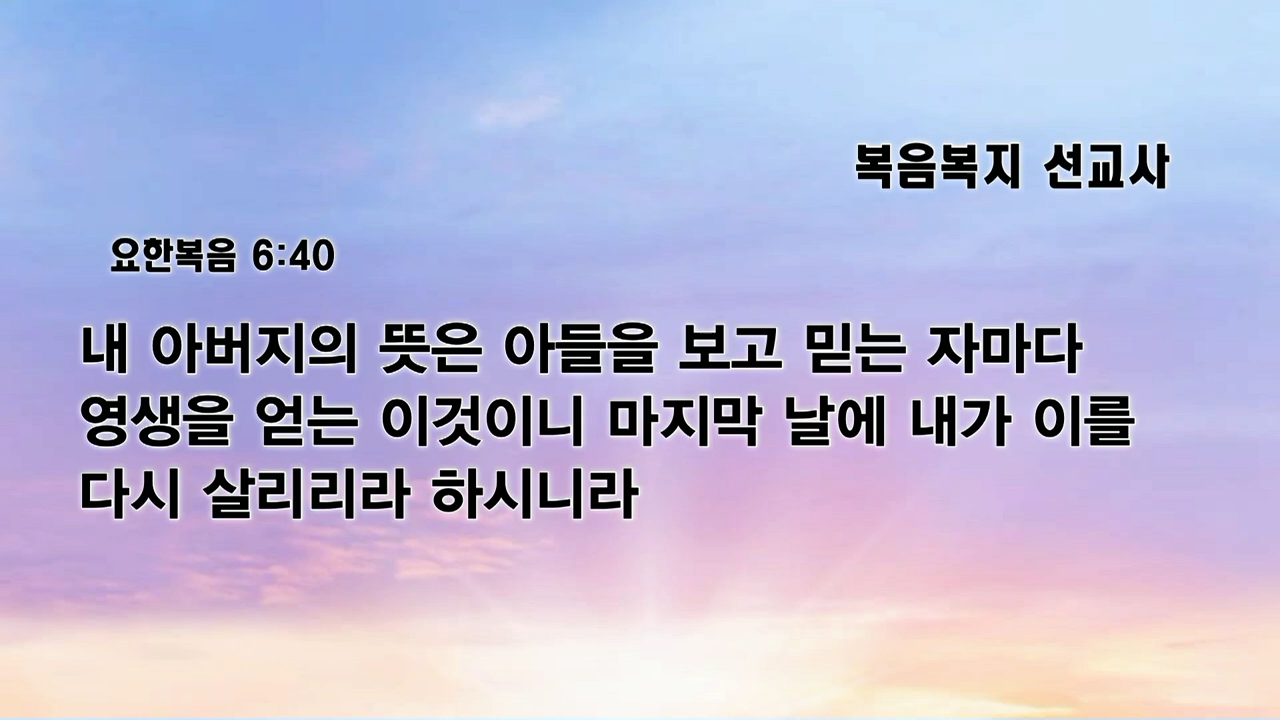 복음복지 선교사
요한복음 6:40
내 아버지의 뜻은 아들을 보고 믿는 자마다
영생을 얻는 이것이니 마지막 날에 내가 이를
다시 살리리라 하시니라